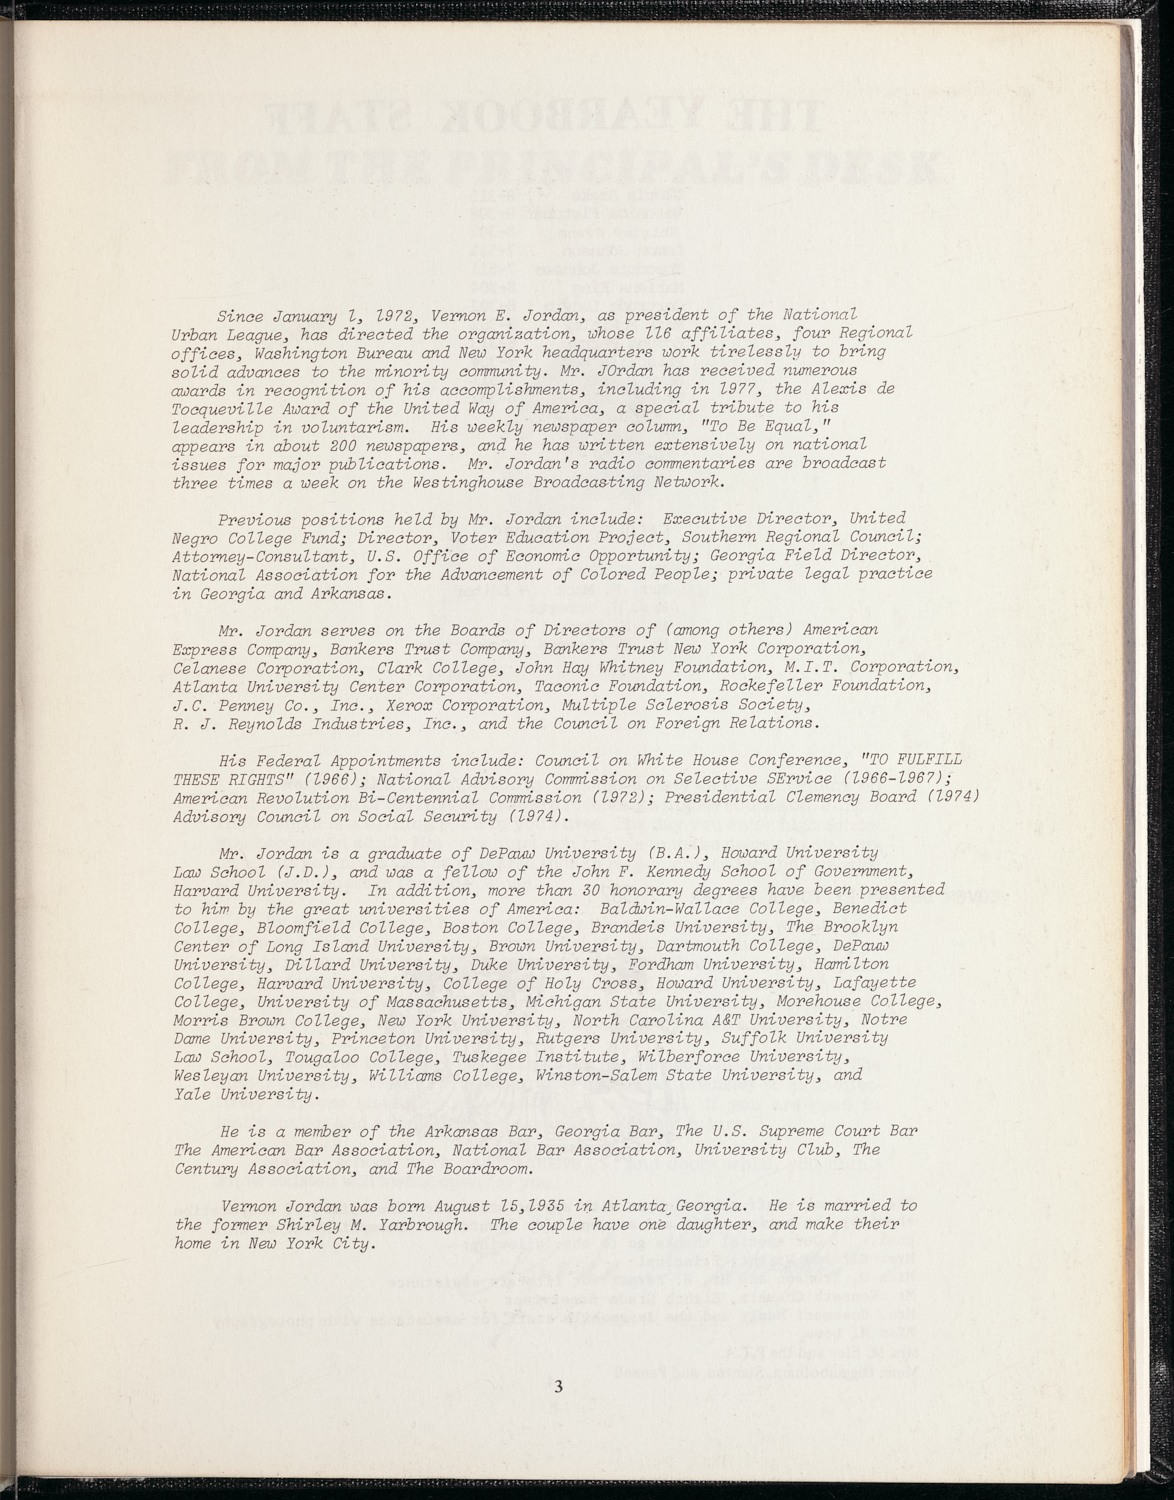 Since January 1, 1972, Vernon E. Jordan, as president of the National
Urban League, has directed the organization, whose 116 affiliates, four Regional
offices, Washington Bureau and New York headquarters work tirelessly to bring
solid advances to the minority community. Mr. JOrdan has received numerous
awards in recognition of his accomplishments, including in 1977, the Alexis de
Tocqueville Award of the United Way of America, a special tribute to his
leadership in voluntarism. His weekly newspaper column, "To Be Equal,"
appears in about 200 newspapers, and he has written extensively on national
issues for major publications. Mr. Jordan's radio commentaries are broadcast
three times a week on the Westinghouse Broadcasting Network.
Previous positions held by Mr. Jordan include: Executive Director, United
Negro College Fund; Director, Voter Education Project, Southern Regional Council;
Attorney-Consultant, U.S. Office of Economic Opportunity; Georgia Field Director,
National Association for the Advancement of Colored People; private legal practice
in Georgia and Arkansas.
Mr. Jordan serves on the Boards of Directors of (among others) American
Express Company, Bankers Trust Company, Bankers Trust New York Corporation,
Celanese Corporation, Clark College, John Hay Whitney Foundation, M.I.T. Corporation,
Atlanta University Center Corporation, Taconic Foundation, Rockefeller Foundation,
J.C. Penney Co., Inc., Xerox Corporation, Multiple Sclerosis Society,
R. J. Reynolds Industries, Inc., and the Council on Foreign Relations.
His Federal Appointments include: Council on White House Conference, "TO FULFILL
THESE RIGHTS" (1966); National Advisory Commission on Selective SErvice (1966-1967);
American Revolution Bi-Centennial Commission (1972); Presidential Clemency Board (1974)
Advisory Council on Social Security (1974).
Mr. Jordan is a graduate of DePauw University (B.A.), Howard University
Law School (J.D.), and was a fellow of the John F. Kennedy School of Government,
Harvard University. In addition, more than 30 honorary degrees have been presented
to him by the great universities of America: Baldwin-Wallace College, Benedict
College, Bloomfield College, Boston College, Brandeis University, The Brooklyn
Center of Long Island University, Brown University, Dartmouth College, DePauw
University, Dillard University, Duke University, Fordham University, Hamilton
College, Harvard University, College of Holy Cross, Howard University, Lafayette
College, University of Massachusetts, Michigan State University, Morehouse College,
Morris Brown College, New York University, North Carolina A&T University, Notre
Dame University, Princeton University, Rutgers University, Suffolk University
Law School, Tougaloo College, Tuskegee Institute, Wilberforce University,
Wesleyan University, Williams College, Winston-Salem State University, and
Yale University.
He is a member of the Arkansas Bar, Georgia Bar, The U.S. Supreme Court Bar
The American Bar Association, National Bar Association, University Club, The
Century Association, and The Boardroom.
Vernon Jordan was born August 15,1935 in Atlanta, Georgia. He is married to
the former Shirley M. Yarbrough. The couple have one daughter, and make their
home in New York City.
3